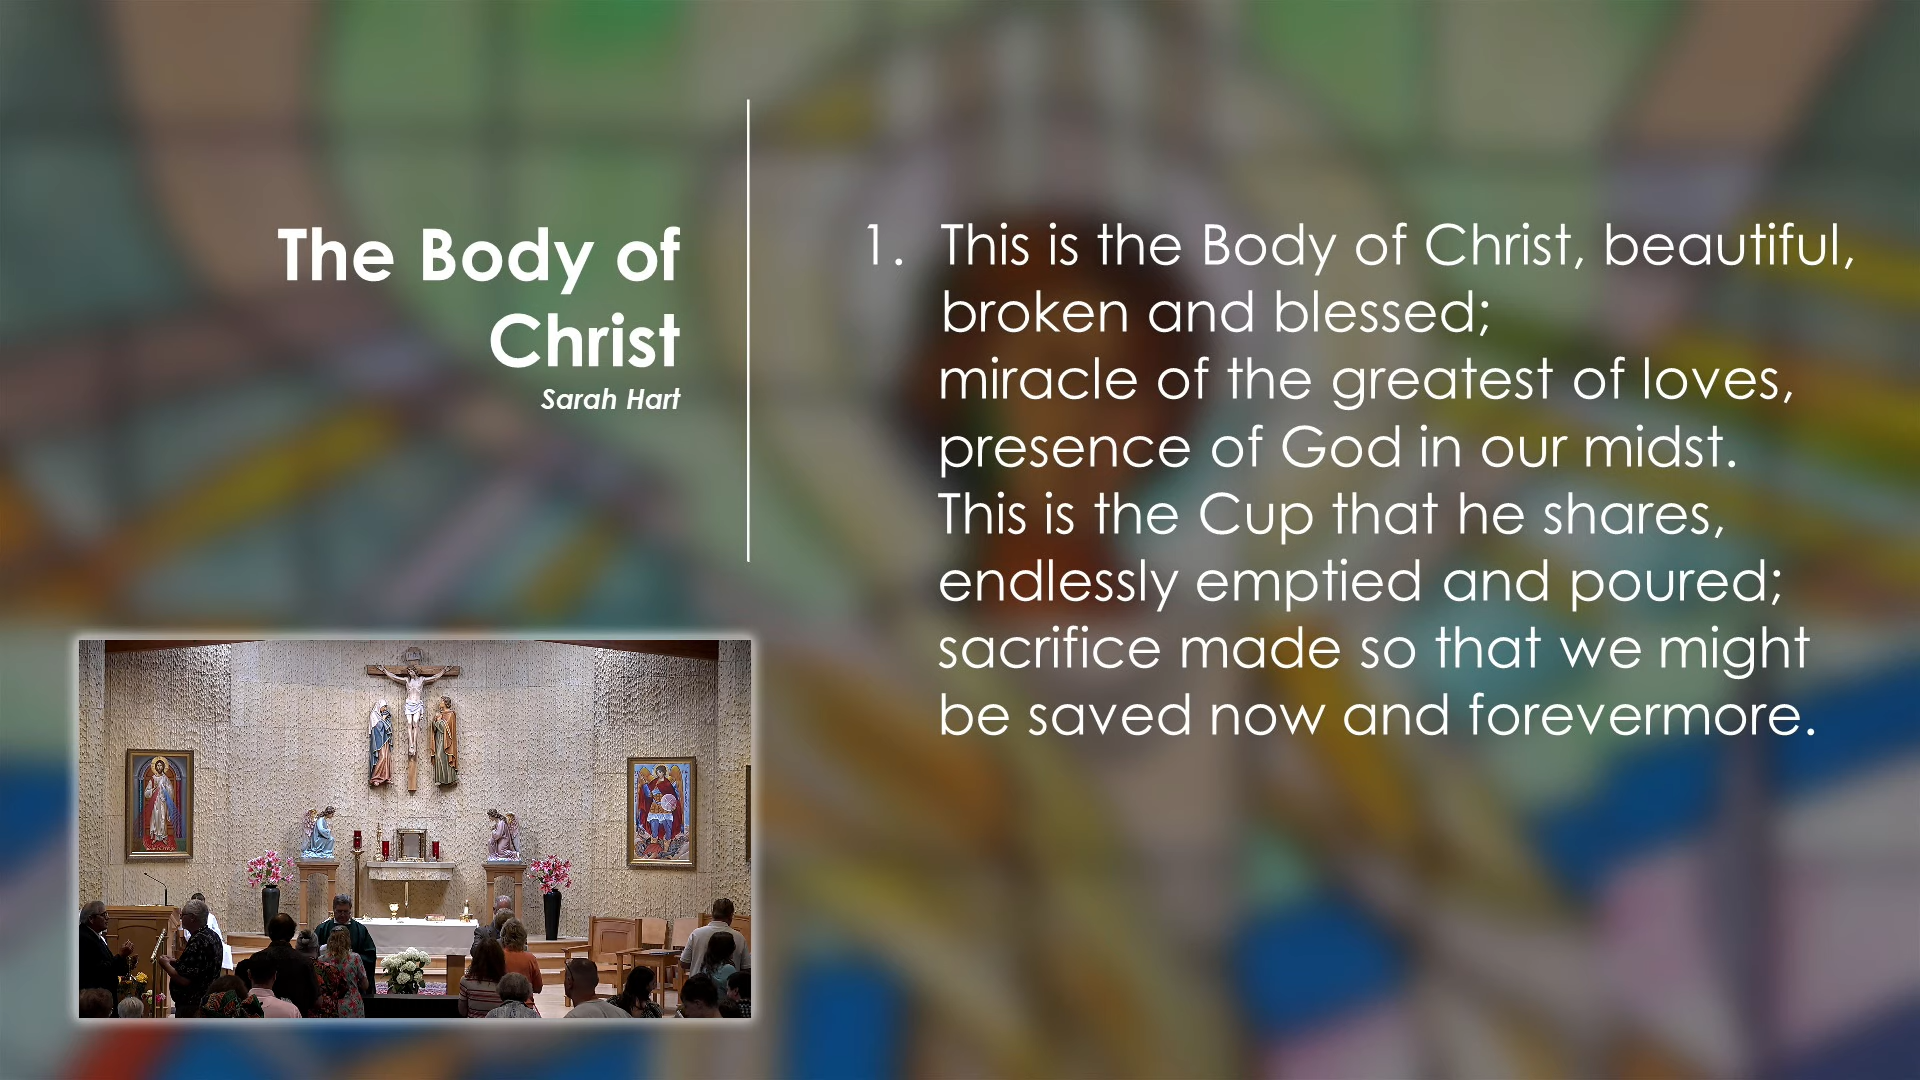 The Body of
Christ
Sarah Hart
1. This is the Body of Christ, beautiful,
broken and blessed;
miracle of the greatest of loves,
presence of God in our midst.
This is the Cup that he shares,
endlessly emptied and poured;
sacrifice made so that we might
be saved now and forevermore.